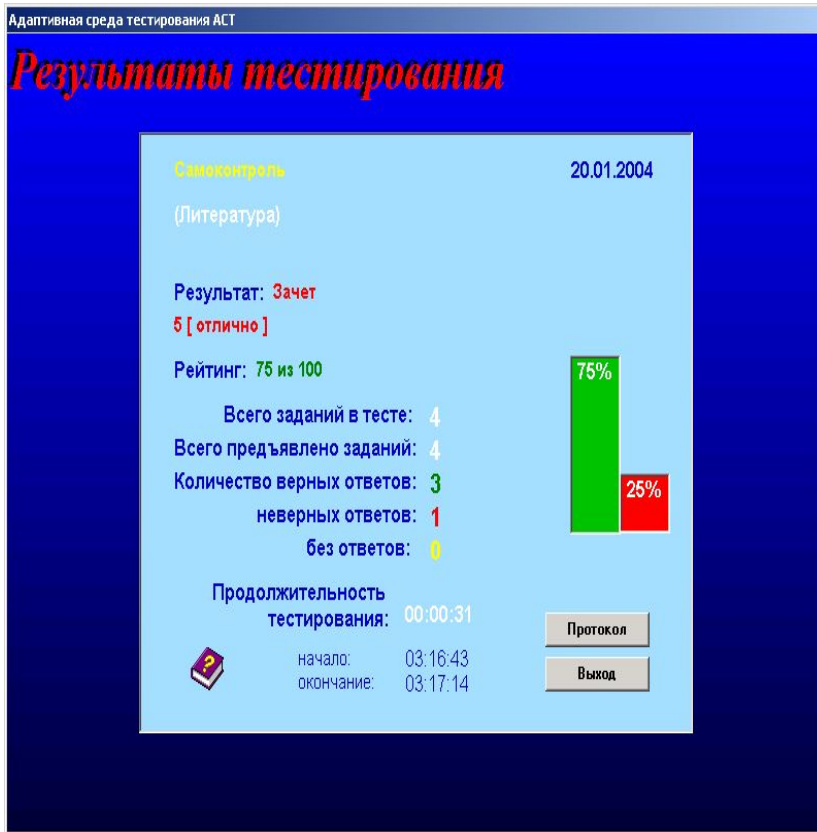 Адаптивная среда тестирования АСТ
Результаты тестирования
Самоконтроль 20.01.2004
(Литература)
Результат: Зачет
5 [ отлично ]
Рейтинг: 75 из 100
75%
Всего заданий в тесте: 4
Всего предъявлено заданий: 4
Количество верных ответов: 3
25%
неверных ответов: 1
без ответов: 0
Продолжительность
тестирования: 00:00:31
Протокол
начало: 03:16:43
окончание: 03:17:14
Выход